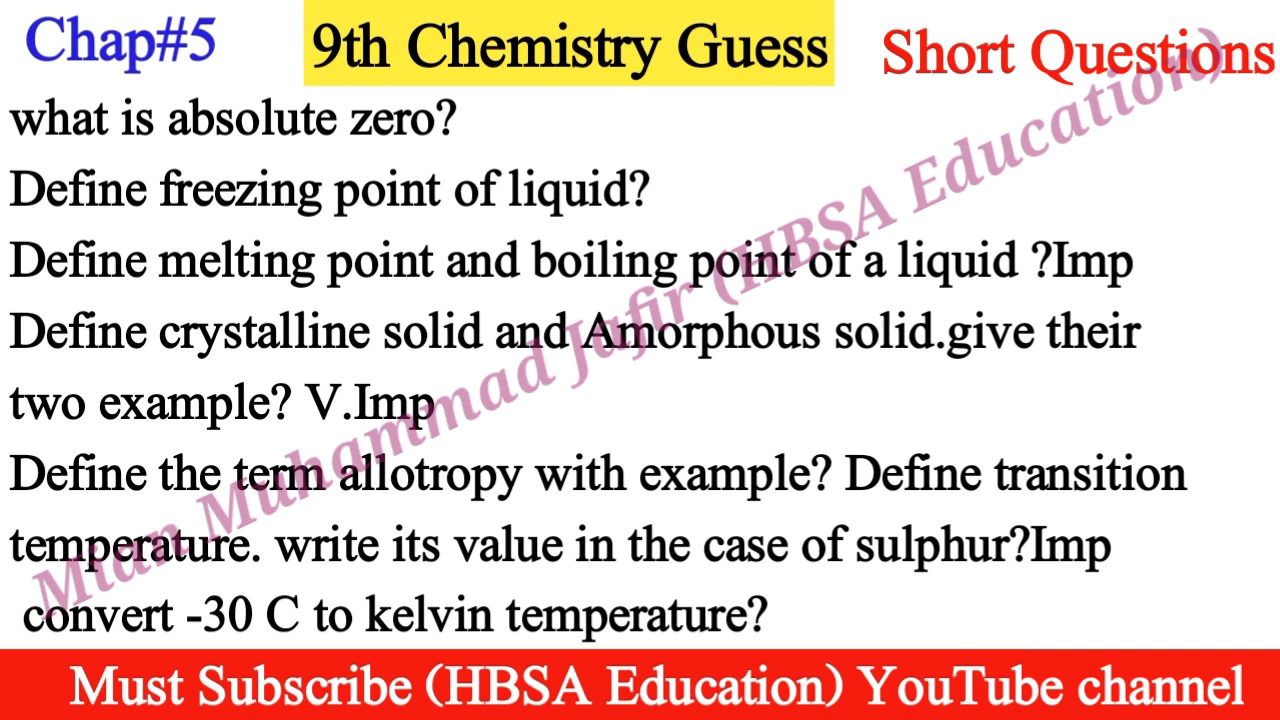 Chap#5 9th Chemistry Guess Short Questions
what is absolute zero?
Define freezing point of liquid?
Define melting point and boiling point of a liquid ?Imp
Define crystalline solid and Amorphous solid.give their
two example? V.Imp
Define the term allotropy with example? Define transition
temperature. write its value in the case of sulphur?Imp
convert -30 C to kelvin temperature?
Mian Muhammad Jafir (HBSA Education)
Must Subscribe (HBSA Education) YouTube channel